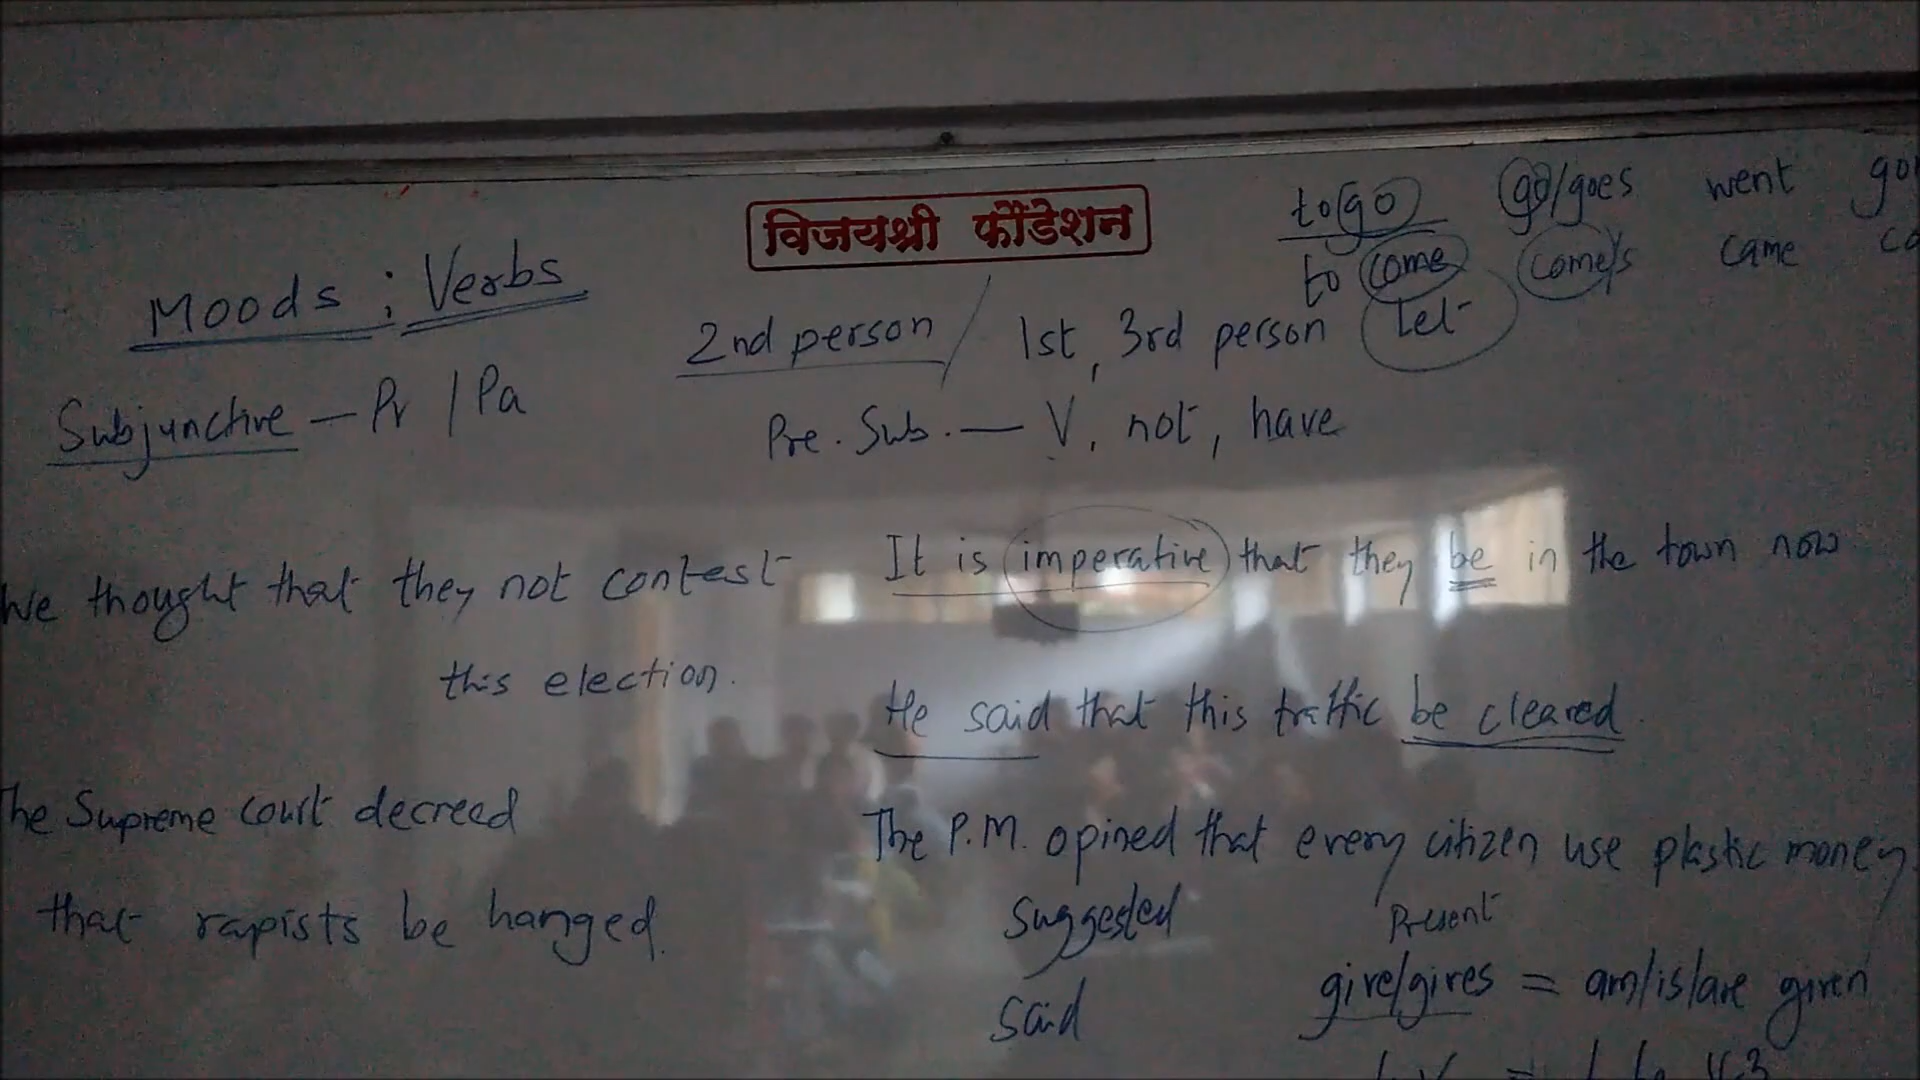 विजयश्री फौंडेशन
to go go/goes went
to come come/s came
Moods : Verbs
2nd person / 1st, 3rd person Let
Subjunctive – Pr / Pa
Pre. Sub. — V, not, have
We thought that they not contest
this election.
It is imperative that they be in the town now
He said that this traffic be cleared.
The Supreme Court decreed
that rapists be hanged.
The P.M. opined that every citizen use plastic money
suggested
said
Present
give/gives = am/is/are given